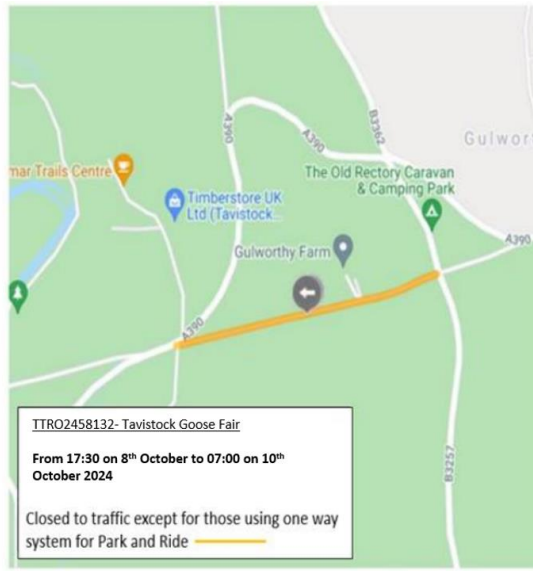 A390
B3362
A390
Gulwor
mar Trails Centre
The Old Rectory Caravan
& Camping Park
Timberstore UK
Ltd (Tavistock...
Gulworthy Farm
A390
A390
B3257
TTRO2458132- Tavistock Goose Fair
From 17:30 on 8th October to 07:00 on 10th
October 2024
Closed to traffic except for those using one way
system for Park and Ride